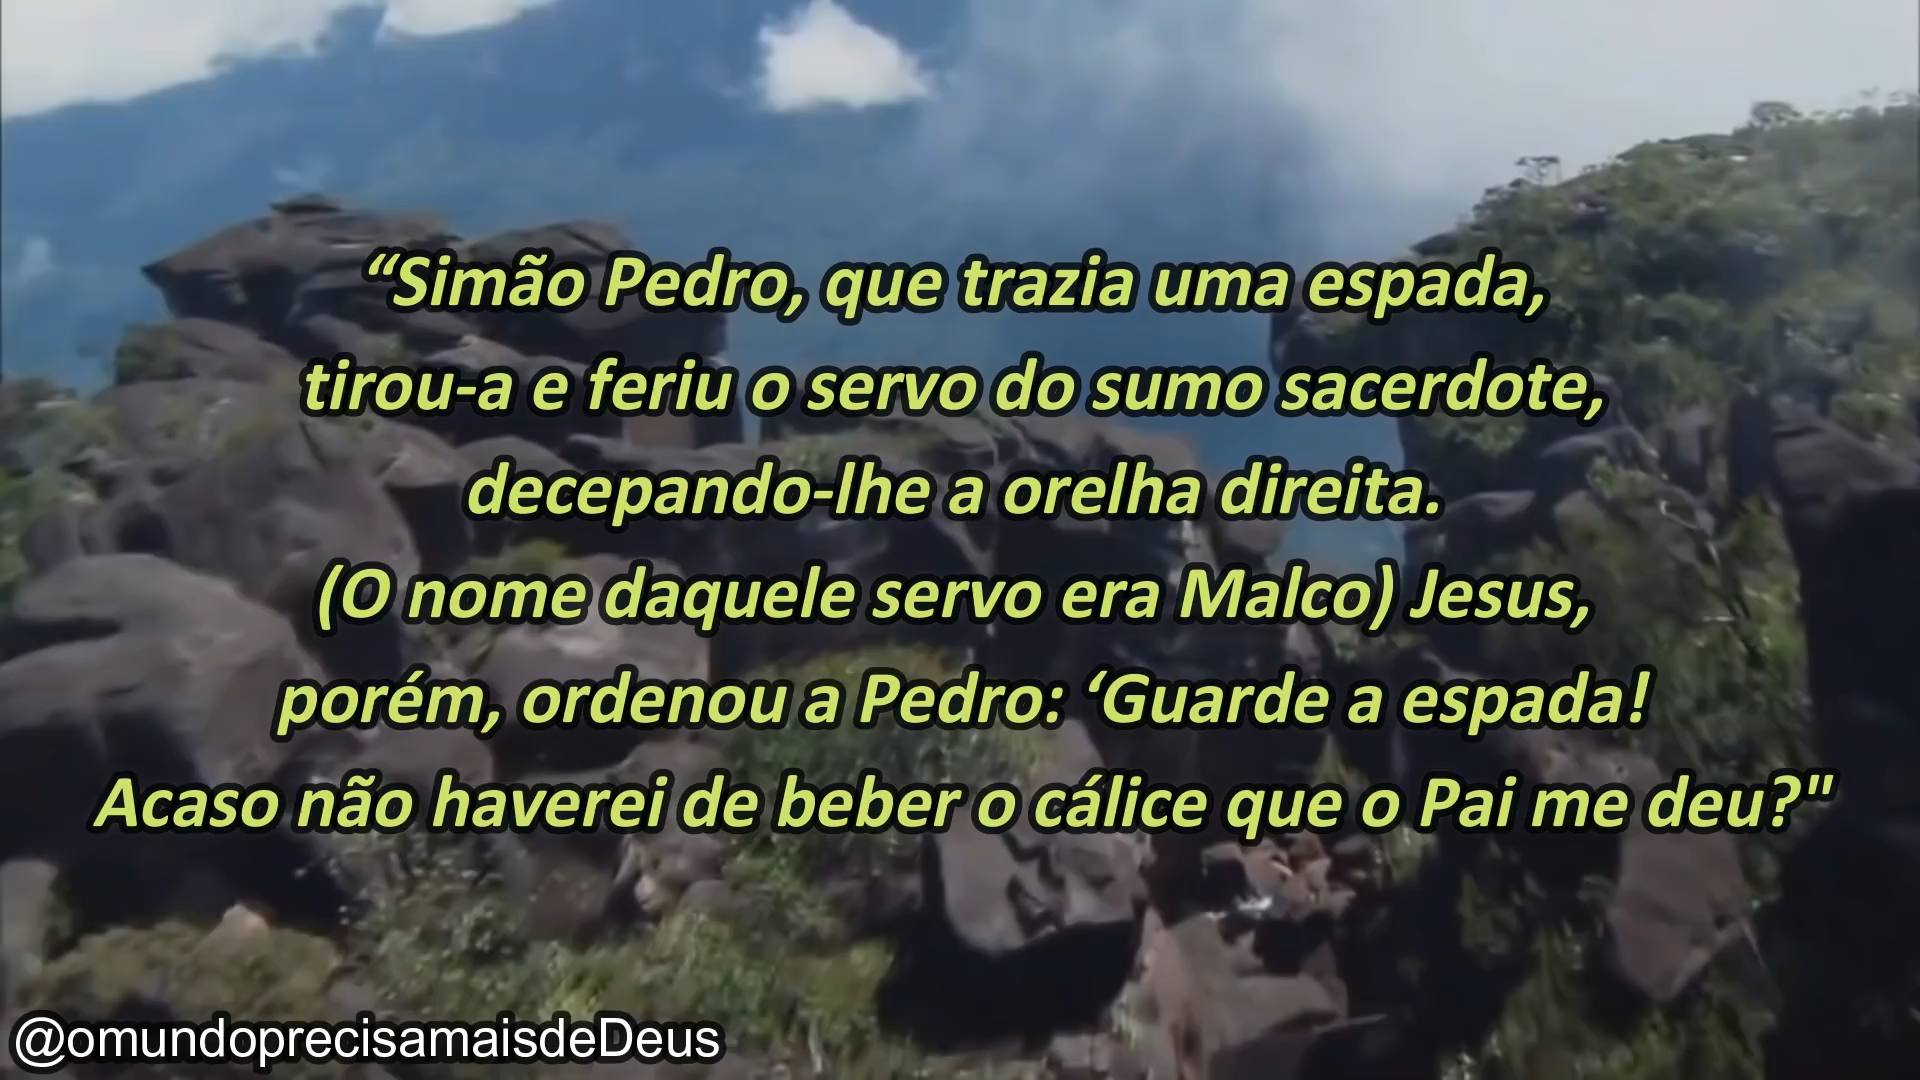 “Simão Pedro, que trazia uma espada,
tirou-a e feriu o servo do sumo sacerdote,
decepando-lhe a orelha direita.
(O nome daquele servo era Malco) Jesus,
porém, ordenou a Pedro: ‘Guarde a espada!
Acaso não haverei de beber o cálice que o Pai me deu?"
@omundoprecisamaisdeDeus